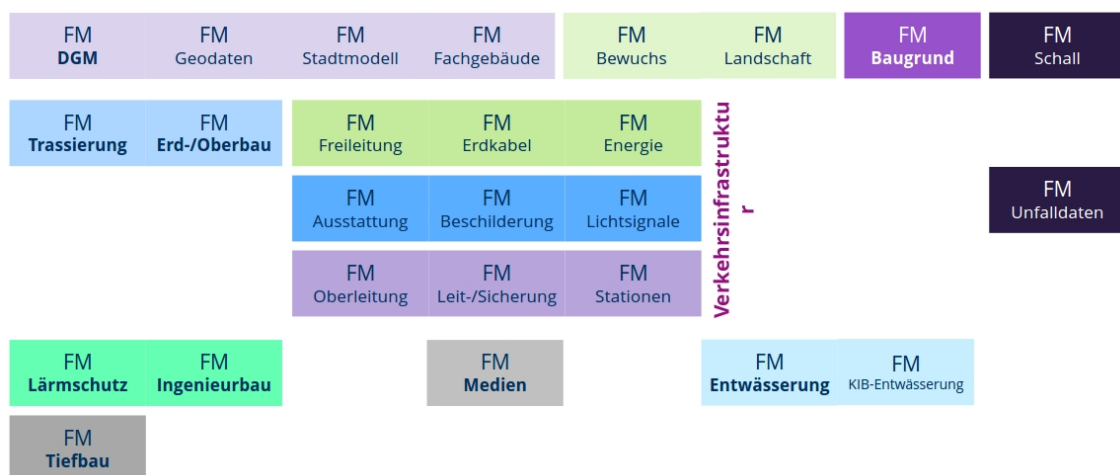 FM
DGM
FM
Geodaten
FM
Stadtmodell
FM
Fachgebäude
FM
Bewuchs
FM
Landschaft
FM
Baugrund
FM
Schall
FM
Trassierung
FM
Erd-/Oberbau
FM
Freileitung
FM
Erdkabel
FM
Energie
Verkehrsinfrastruktu
r
FM
Unfalldaten
FM
Ausstattung
FM
Beschilderung
FM
Lichtsignale
FM
Oberleitung
FM
Leit-/Sicherung
FM
Stationen
FM
Lärmschutz
FM
Ingenieurbau
FM
Medien
FM
Entwässerung
FM
KIB-Entwässerung
FM
Tiefbau